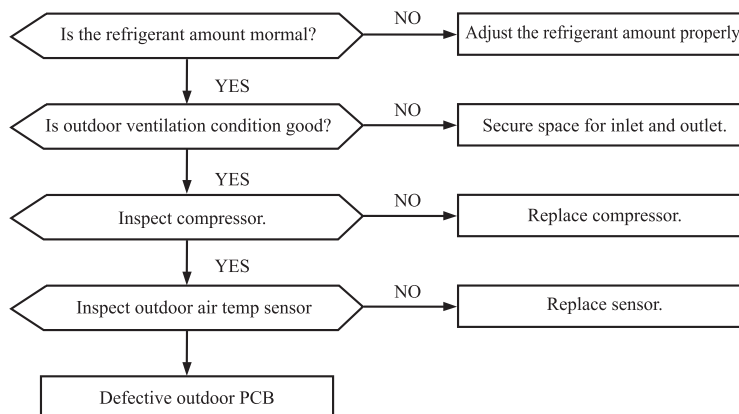 Is the refrigerant amount mormal?
NO
Adjust the refrigerant amount properly
YES
Is outdoor ventilation condition good?
NO
Secure space for inlet and outlet.
YES
Inspect compressor.
NO
Replace compressor.
YES
Inspect outdoor air temp sensor
NO
Replace sensor.
Defective outdoor PCB